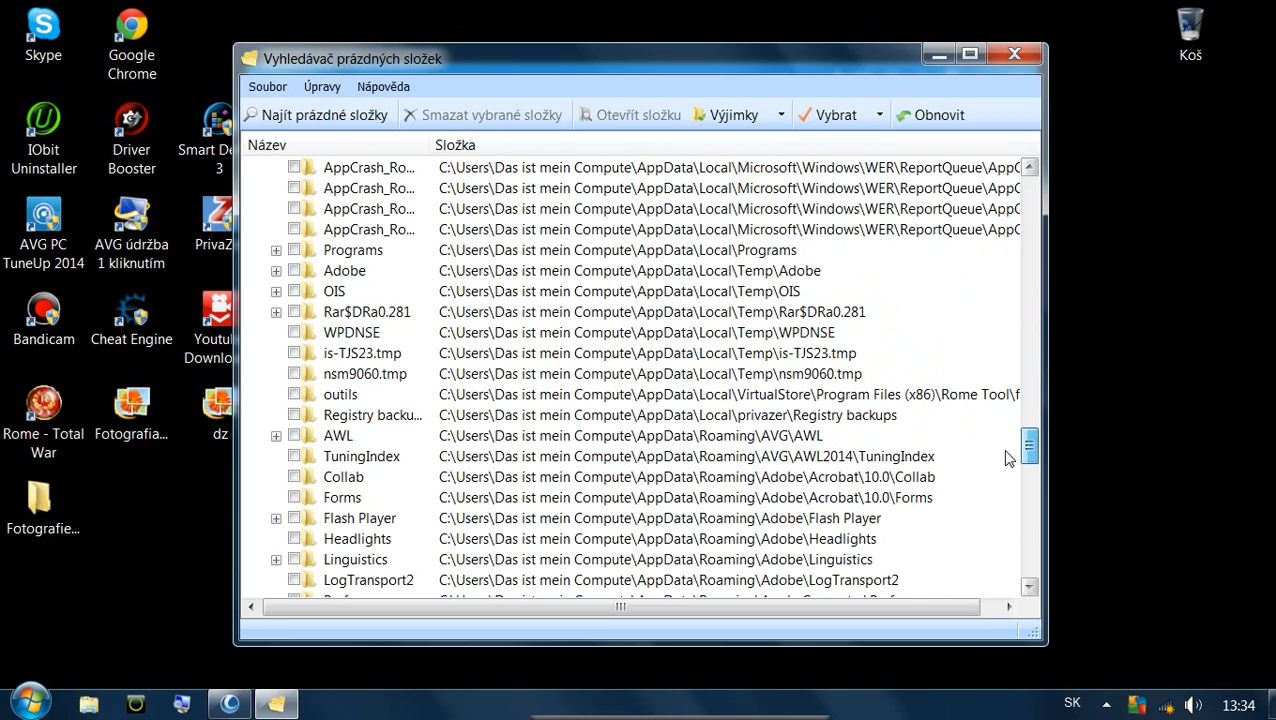 Skype
Google
Chrome
Koš
IObit
Uninstaller
Driver
Booster
Smart De
3
AVG PC
TuneUp 2014
AVG údržba
1 kliknutím
PrivaZ
Bandicam
Cheat Engine
Youtu
Downlo
Rome - Total
War
Fotografia...
dz
Fotografie...
Vyhledávač prázdných složek
Soubor Úpravy Nápověda
Najít prázdné složky Smazat vybrané složky Otevřít složku Výjimky Vybrat Obnovit
Název Složka
AppCrash_Ro... C:\Users\Das ist mein Compute\AppData\Local\Microsoft\Windows\WER\ReportQueue\AppC
AppCrash_Ro... C:\Users\Das ist mein Compute\AppData\Local\Microsoft\Windows\WER\ReportQueue\AppC
AppCrash_Ro... C:\Users\Das ist mein Compute\AppData\Local\Microsoft\Windows\WER\ReportQueue\AppC
AppCrash_Ro... C:\Users\Das ist mein Compute\AppData\Local\Microsoft\Windows\WER\ReportQueue\AppC
Programs C:\Users\Das ist mein Compute\AppData\Local\Programs
Adobe C:\Users\Das ist mein Compute\AppData\Local\Temp\Adobe
OIS C:\Users\Das ist mein Compute\AppData\Local\Temp\OIS
Rar$DRa0.281 C:\Users\Das ist mein Compute\AppData\Local\Temp\Rar$DRa0.281
WPDNSE C:\Users\Das ist mein Compute\AppData\Local\Temp\WPDNSE
is-TJS23.tmp C:\Users\Das ist mein Compute\AppData\Local\Temp\is-TJS23.tmp
nsm9060.tmp C:\Users\Das ist mein Compute\AppData\Local\Temp\nsm9060.tmp
outils C:\Users\Das ist mein Compute\AppData\Local\VirtualStore\Program Files (x86)\Rome Tool\f
Registry backu... C:\Users\Das ist mein Compute\AppData\Local\privazer\Registry backups
AWL C:\Users\Das ist mein Compute\AppData\Roaming\AVG\AWL
TuningIndex C:\Users\Das ist mein Compute\AppData\Roaming\AVG\AWL2014\TuningIndex
Collab C:\Users\Das ist mein Compute\AppData\Roaming\Adobe\Acrobat\10.0\Collab
Forms C:\Users\Das ist mein Compute\AppData\Roaming\Adobe\Acrobat\10.0\Forms
Flash Player C:\Users\Das ist mein Compute\AppData\Roaming\Adobe\Flash Player
Headlights C:\Users\Das ist mein Compute\AppData\Roaming\Adobe\Headlights
Linguistics C:\Users\Das ist mein Compute\AppData\Roaming\Adobe\Linguistics
LogTransport2 C:\Users\Das ist mein Compute\AppData\Roaming\Adobe\LogTransport2
SK 13:34